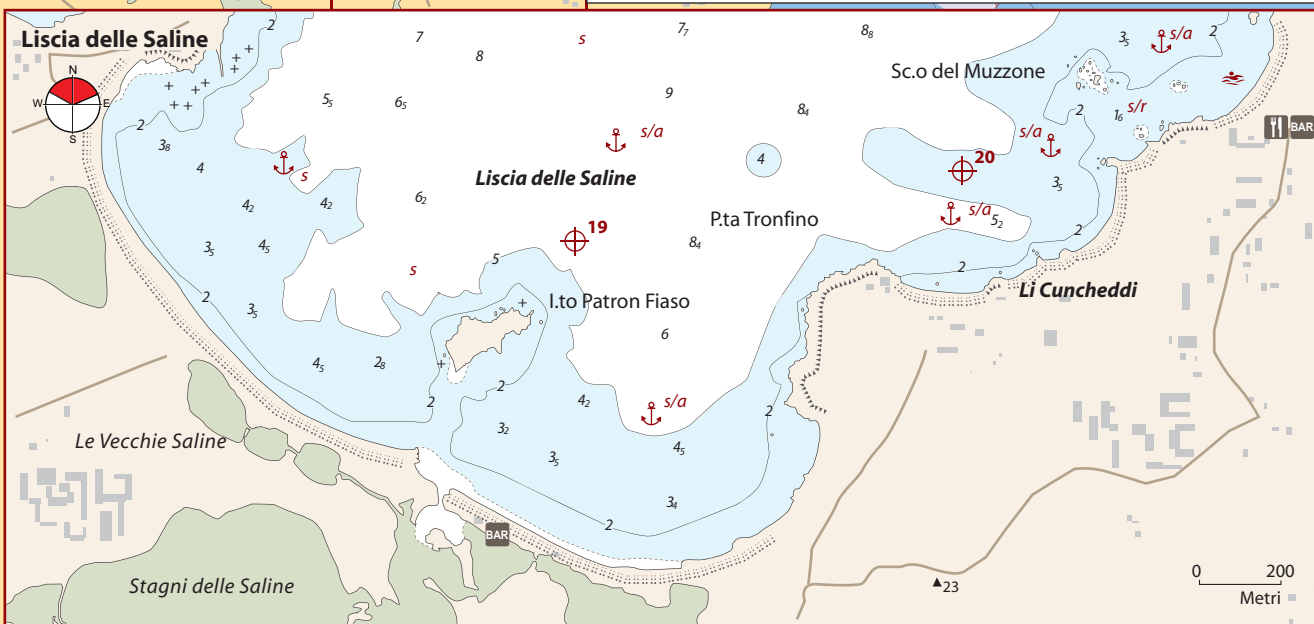 Liscia delle Saline
N
W E
S
2
7
8
s
7₇
8₈
3₅
s/a
2
Sc.o del Muzzone
5₅
6₅
9
8₄
2
1₆
s/r
BAR
2
3₈
4
s
s/a
4
20
s/a
3₅
Liscia delle Saline
4₂
4₂
6₂
s/a
5₂
P.ta Tronfino
19
8₄
2
3₅
4₅
5
s
2
Li Cuncheddi
2
3₅
I.to Patron Fiaso
6
4₅
2₈
2
2
4₂
s/a
2
3₂
Le Vecchie Saline
4₅
3₅
3₄
2
BAR
Stagni delle Saline
23
0 200
Metri